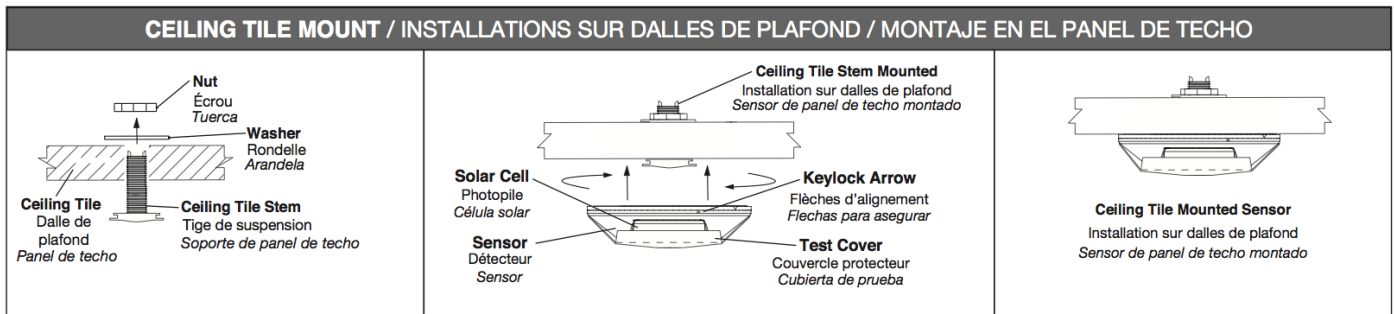 CEILING TILE MOUNT / INSTALLATIONS SUR DALLES DE PLAFOND / MONTAJE EN EL PANEL DE TECHO
Nut
Écrou
Tuerca
Washer
Rondelle
Arandela
Ceiling Tile
Dalle de
plafond
Panel de techo
Ceiling Tile Stem
Tige de suspension
Soporte de panel de techo
Ceiling Tile Stem Mounted
Installation sur dalles de plafond
Sensor de panel de techo montado
Solar Cell
Photopile
Célula solar
Keylock Arrow
Flèches d'alignement
Flechas para asegurar
Sensor
Détecteur
Sensor
Test Cover
Couvercle protecteur
Cubierta de prueba
Ceiling Tile Mounted Sensor
Installation sur dalles de plafond
Sensor de panel de techo montado